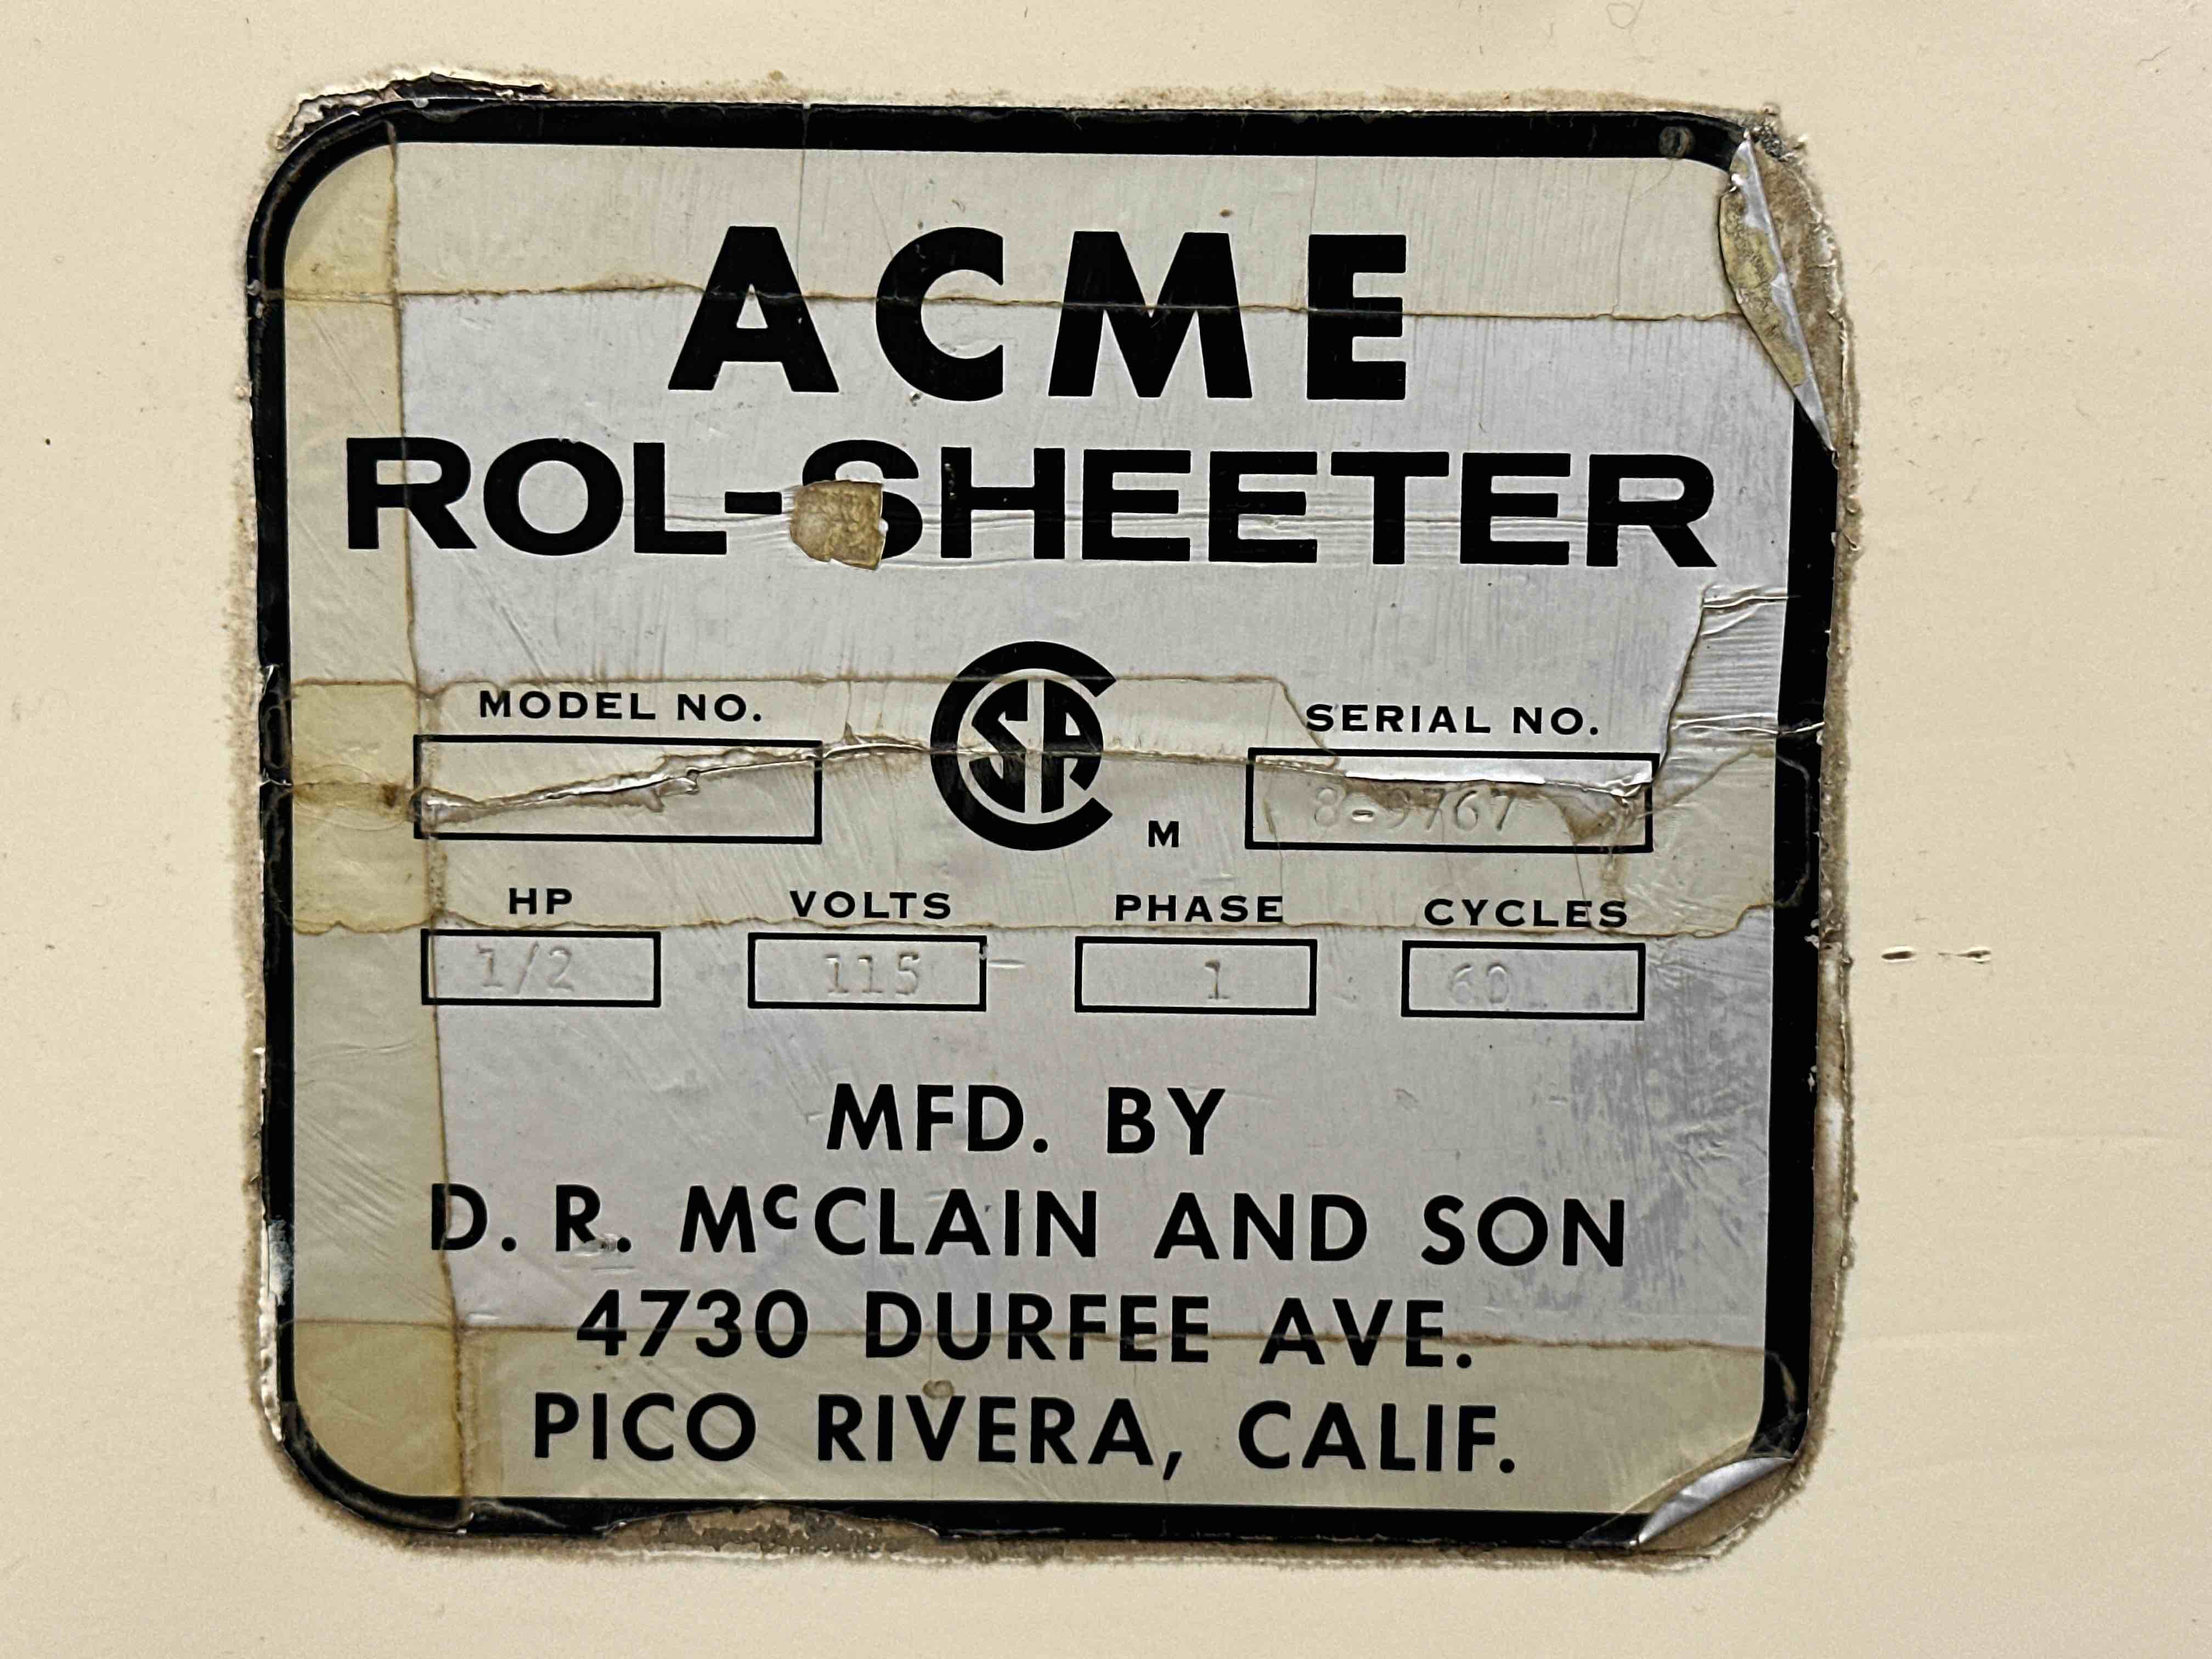 ACME
ROL-SHEETER
MODEL NO. SERIAL NO.
CSA M
8-9767
HP VOLTS PHASE CYCLES
1/2 115 1 60
MFD. BY
D. R. McCLAIN AND SON
4730 DURFEE AVE.
PICO RIVERA, CALIF.